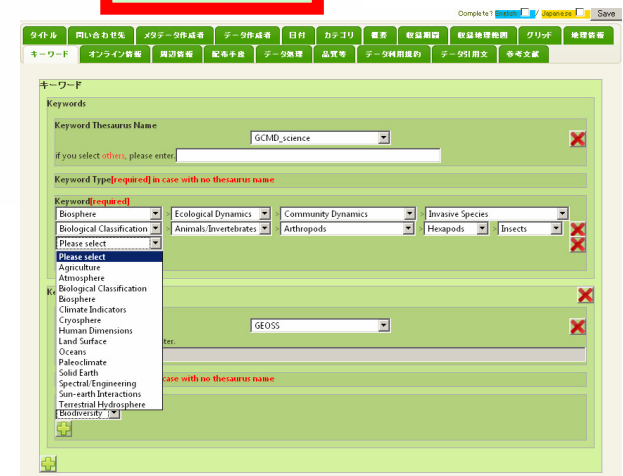 Complete? English / Japanese Save
タイトル 問い合わせ先 メタデータ作成者 データ作成者 日付 カテゴリ 概要 収録期間 収録地理範囲 グリッド 地理情報
キーワード オンライン情報 周辺情報 配布手産 データ処理 品質等 データ利用規約 データ引用文 参考文献
キーワード
Keywords
Keyword Thesaurus Name
GCMD_science
if you select others, please enter.
Keyword Type[required] in case with no thesaurus name
Keyword[required]
Biosphere > Ecological Dynamics > Community Dynamics > Invasive Species
Biological Classification > Animals/Invertebrates > Arthropods > Hexapods > Insects
Please select
Please select
Agriculture
Atmosphere
Biological Classification
Biosphere
Climate Indicators
Cryosphere
Human Dimensions
Land Surface
Oceans
Paleoclimate
Solid Earth
Spectral/Engineering
Sun-earth Interactions
Terrestrial Hydrosphere
Ke
GEOSS
ter.
case with no thesaurus name
Biodiversity